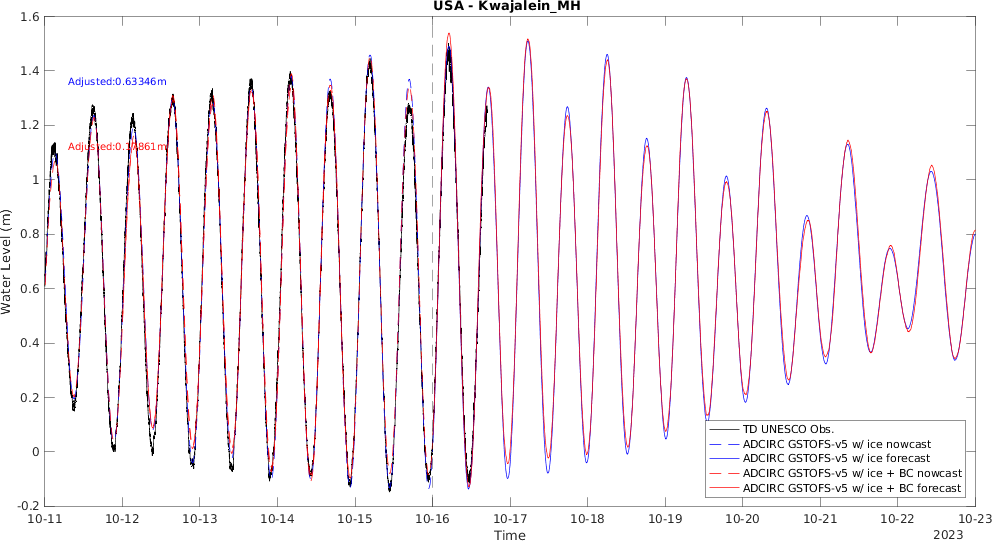 USA - Kwajalein_MH
1.6
1.4
1.2
1
0.8
0.6
0.4
0.2
0
-0.2
Water Level (m)
Adjusted:0.63346m
TD UNESCO Obs.
ADCIRC GSTOFS-v5 w/ ice nowcast
ADCIRC GSTOFS-v5 w/ ice forecast
ADCIRC GSTOFS-v5 w/ ice + BC nowcast
ADCIRC GSTOFS-v5 w/ ice + BC forecast
10-11 10-12 10-13 10-14 10-15 10-16 10-17 10-18 10-19 10-20 10-21 10-22 10-23
Time
2023